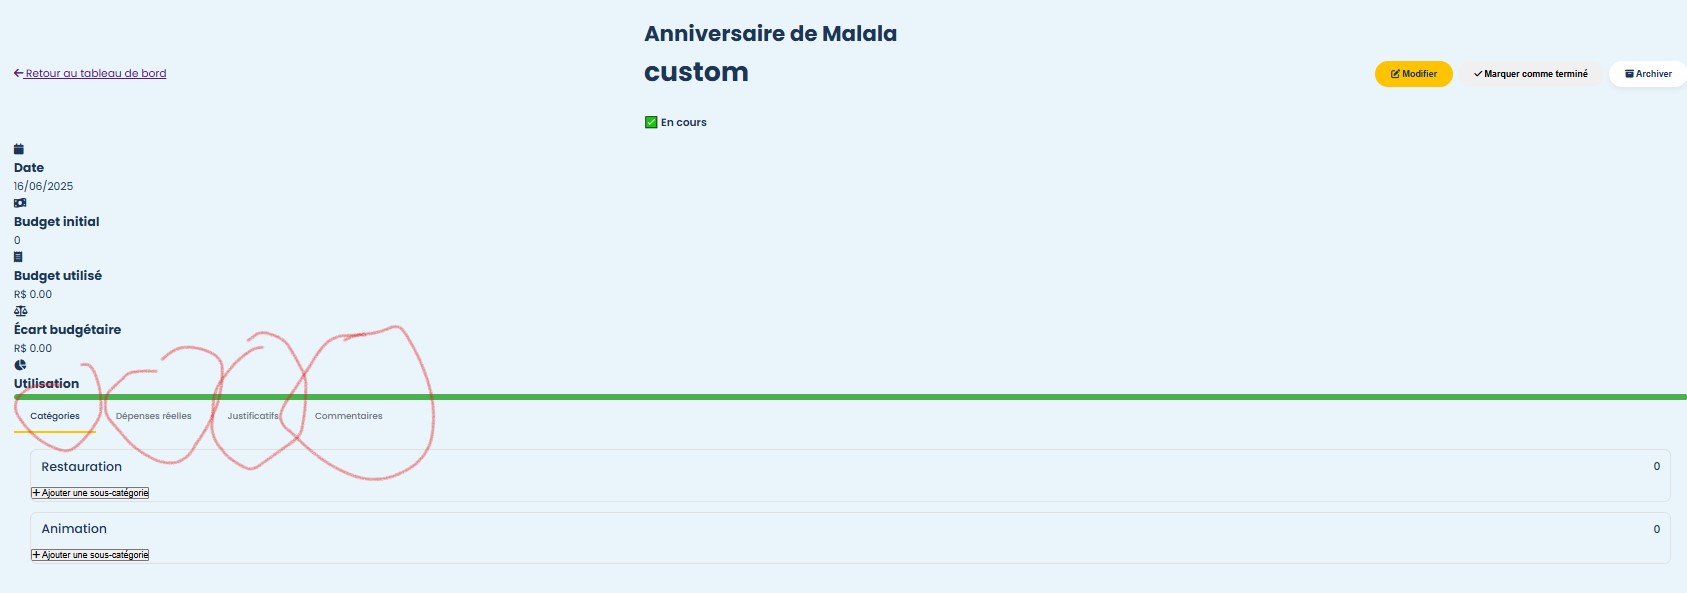 Anniversaire de Malala
Retour au tableau de bord
custom
Modifier
Marquer comme terminé
Archiver
En cours
Date
16/06/2025
Budget initial
0
Budget utilisé
R$ 0.00
Écart budgétaire
R$ 0.00
Utilisation
Catégories
Dépenses réelles
Justificatifs
Commentaires
Restauration
0
+ Ajouter une sous-catégorie
Animation
0
+ Ajouter une sous-catégorie